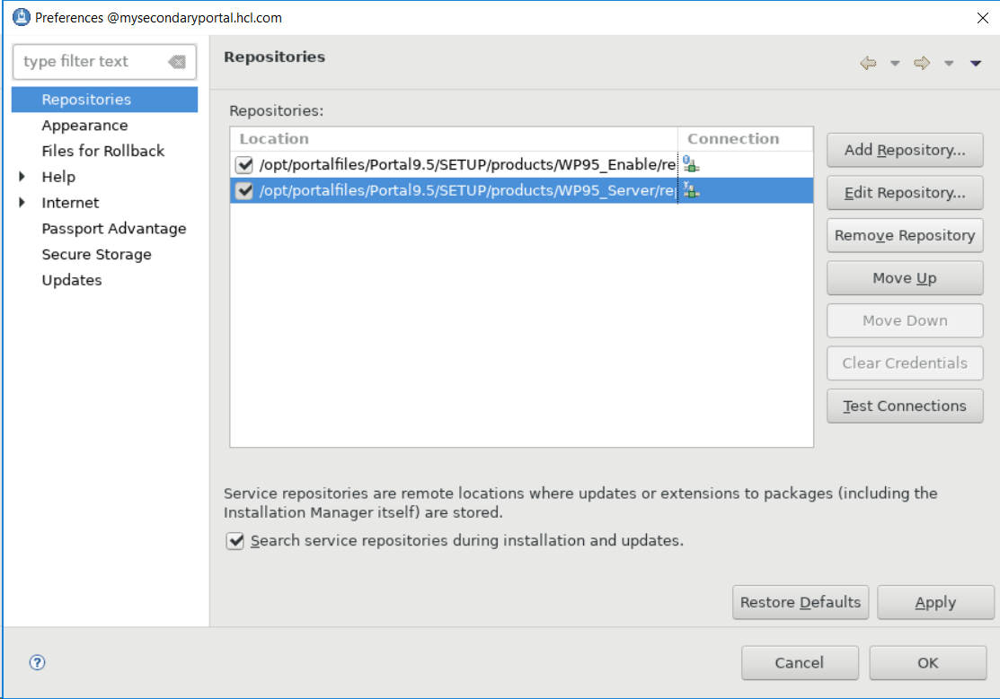 Preferences @mysecondaryportal.hcl.com
type filter text
Repositories
Appearance
Files for Rollback
Help
Internet
Passport Advantage
Secure Storage
Updates
Repositories
Repositories:
Location Connection
/opt/portalfiles/Portal9.5/SETUP/products/WP95_Enable/re
/opt/portalfiles/Portal9.5/SETUP/products/WP95_Server/re
Add Repository...
Edit Repository...
Remove Repository
Move Up
Move Down
Clear Credentials
Test Connections
Service repositories are remote locations where updates or extensions to packages (including the
Installation Manager itself) are stored.
Search service repositories during installation and updates.
Restore Defaults Apply
? Cancel OK